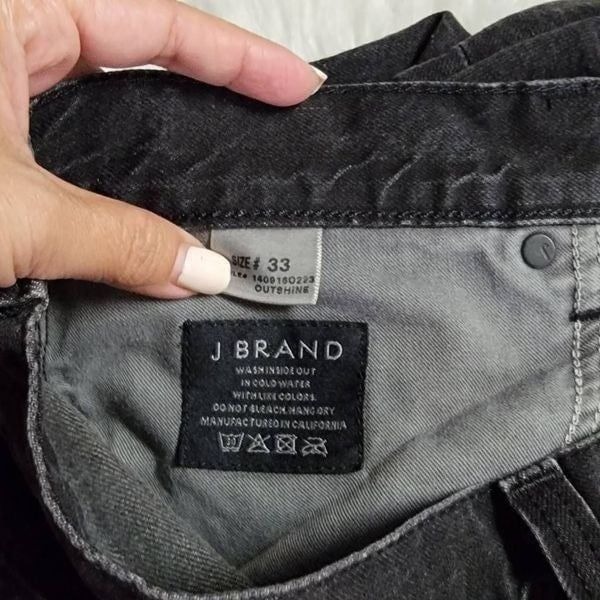 SIZE # 33
140916O223
OUTSHINE
J BRAND
WASH INSIDE OUT
IN COLD WATER
WITH LIKE COLORS.
DO NOT BLEACH. HANG DRY
MANUFACTURED IN CALIFORNIA